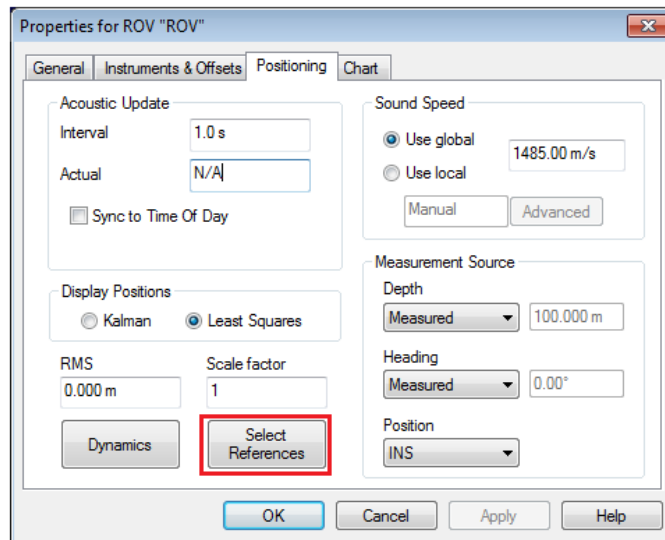 Properties for ROV "ROV"
General
Instruments & Offsets
Positioning
Chart
Acoustic Update
Interval
1.0 s
Actual
N/A
Sync to Time Of Day
Display Positions
Kalman
Least Squares
RMS
Scale factor
0.000 m
1
Dynamics
Select
References
Sound Speed
Use global
1485.00 m/s
Use local
Manual
Advanced
Measurement Source
Depth
Measured
100.000 m
Heading
Measured
0.00°
Position
INS
OK
Cancel
Apply
Help